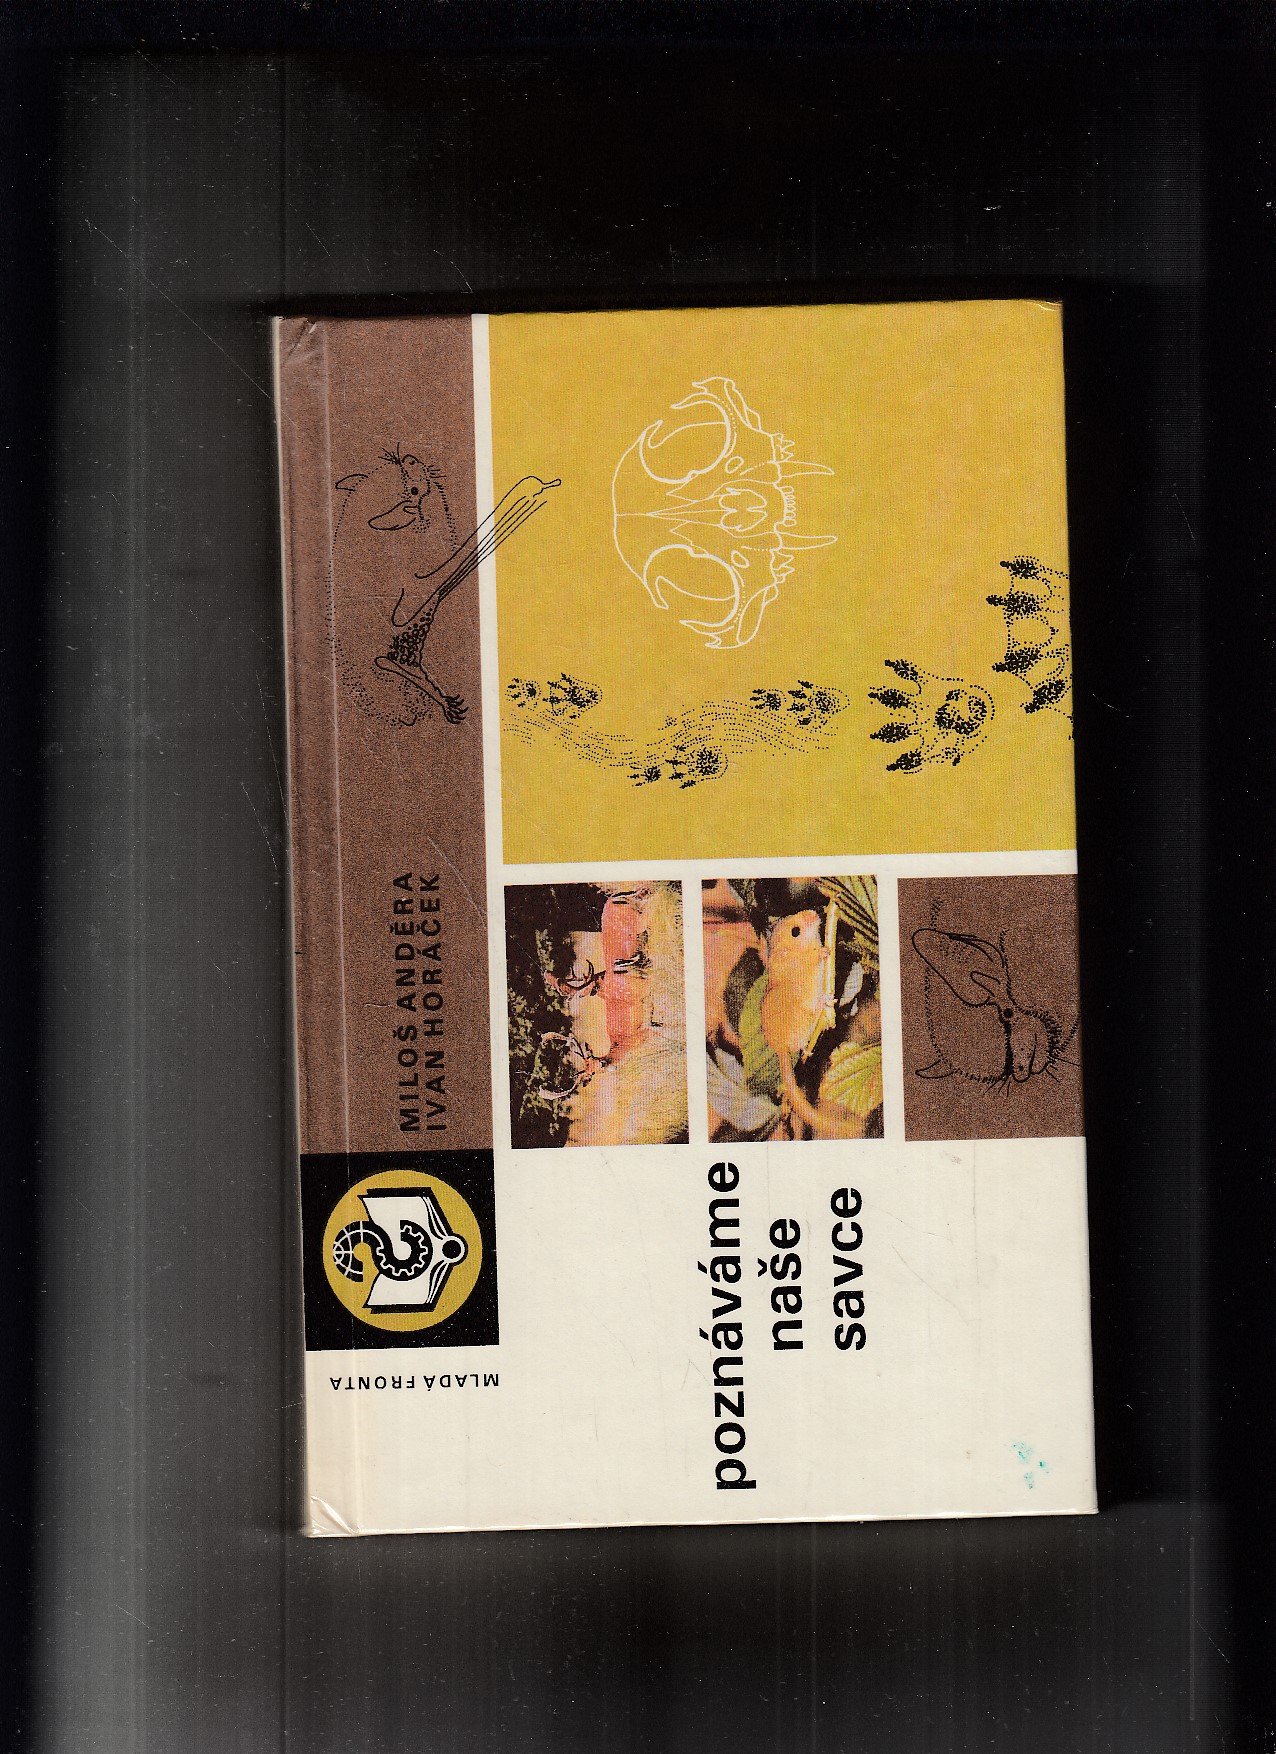 MILOŠ ANDĚRA
IVAN HORÁČEK
MLADÁ FRONTA
poznáváme
naše
savce